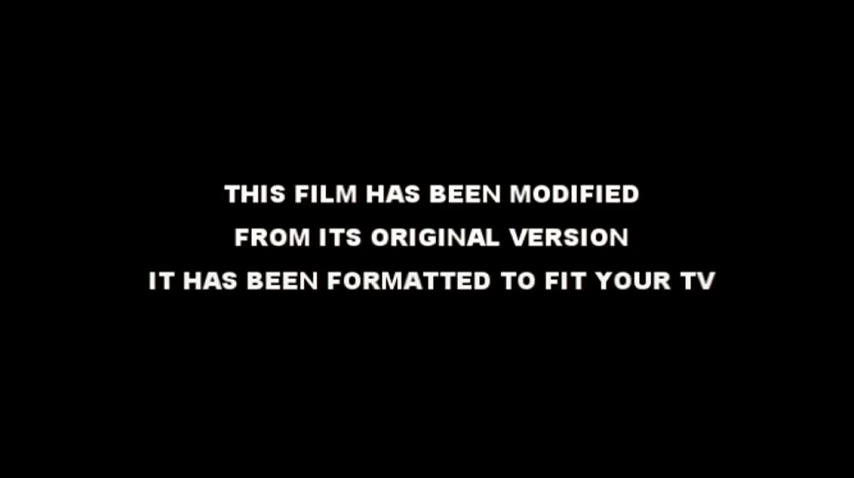 THIS FILM HAS BEEN MODIFIED
FROM ITS ORIGINAL VERSION
IT HAS BEEN FORMATTED TO FIT YOUR TV